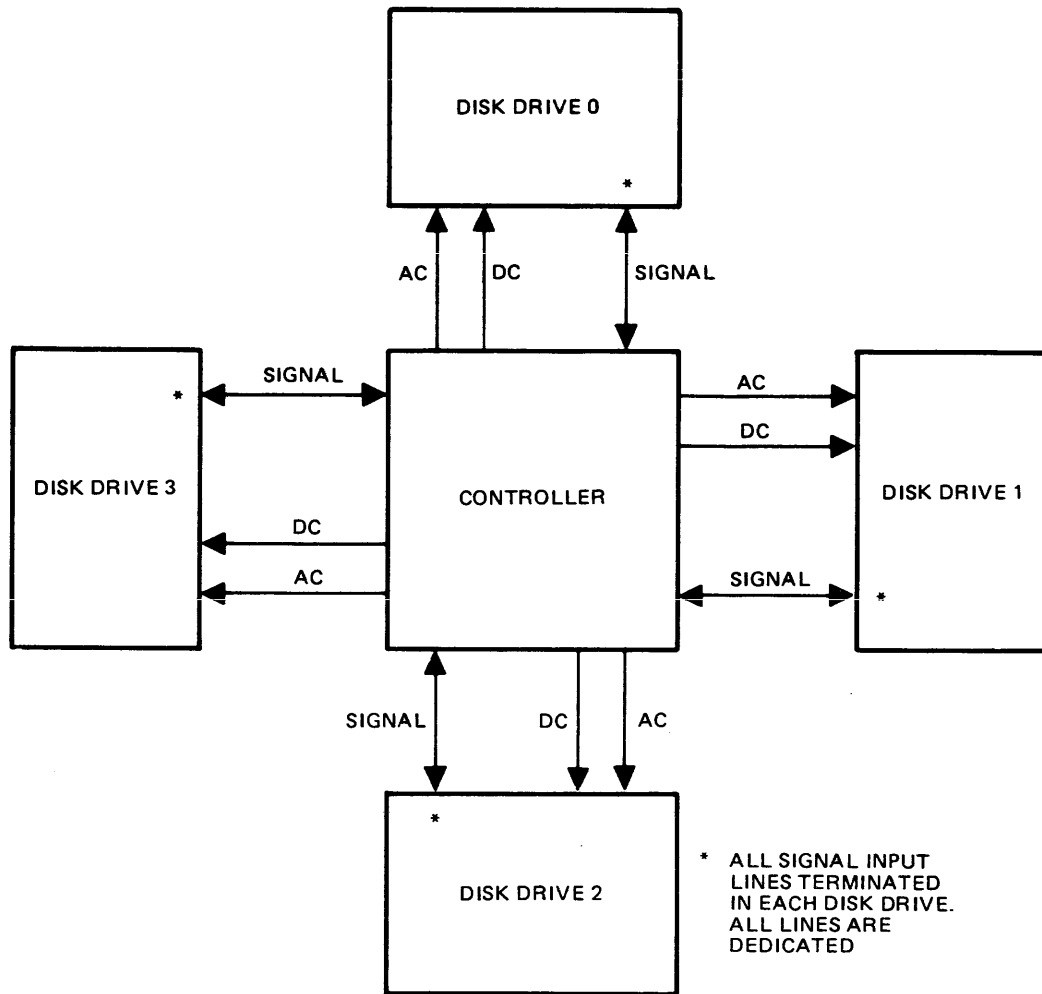 DISK DRIVE 0
*
AC
DC
SIGNAL
SIGNAL
*
AC
DC
DISK DRIVE 3
CONTROLLER
DISK DRIVE 1
DC
AC
SIGNAL
*
SIGNAL
DC
AC
*
DISK DRIVE 2
* ALL SIGNAL INPUT
LINES TERMINATED
IN EACH DISK DRIVE.
ALL LINES ARE
DEDICATED